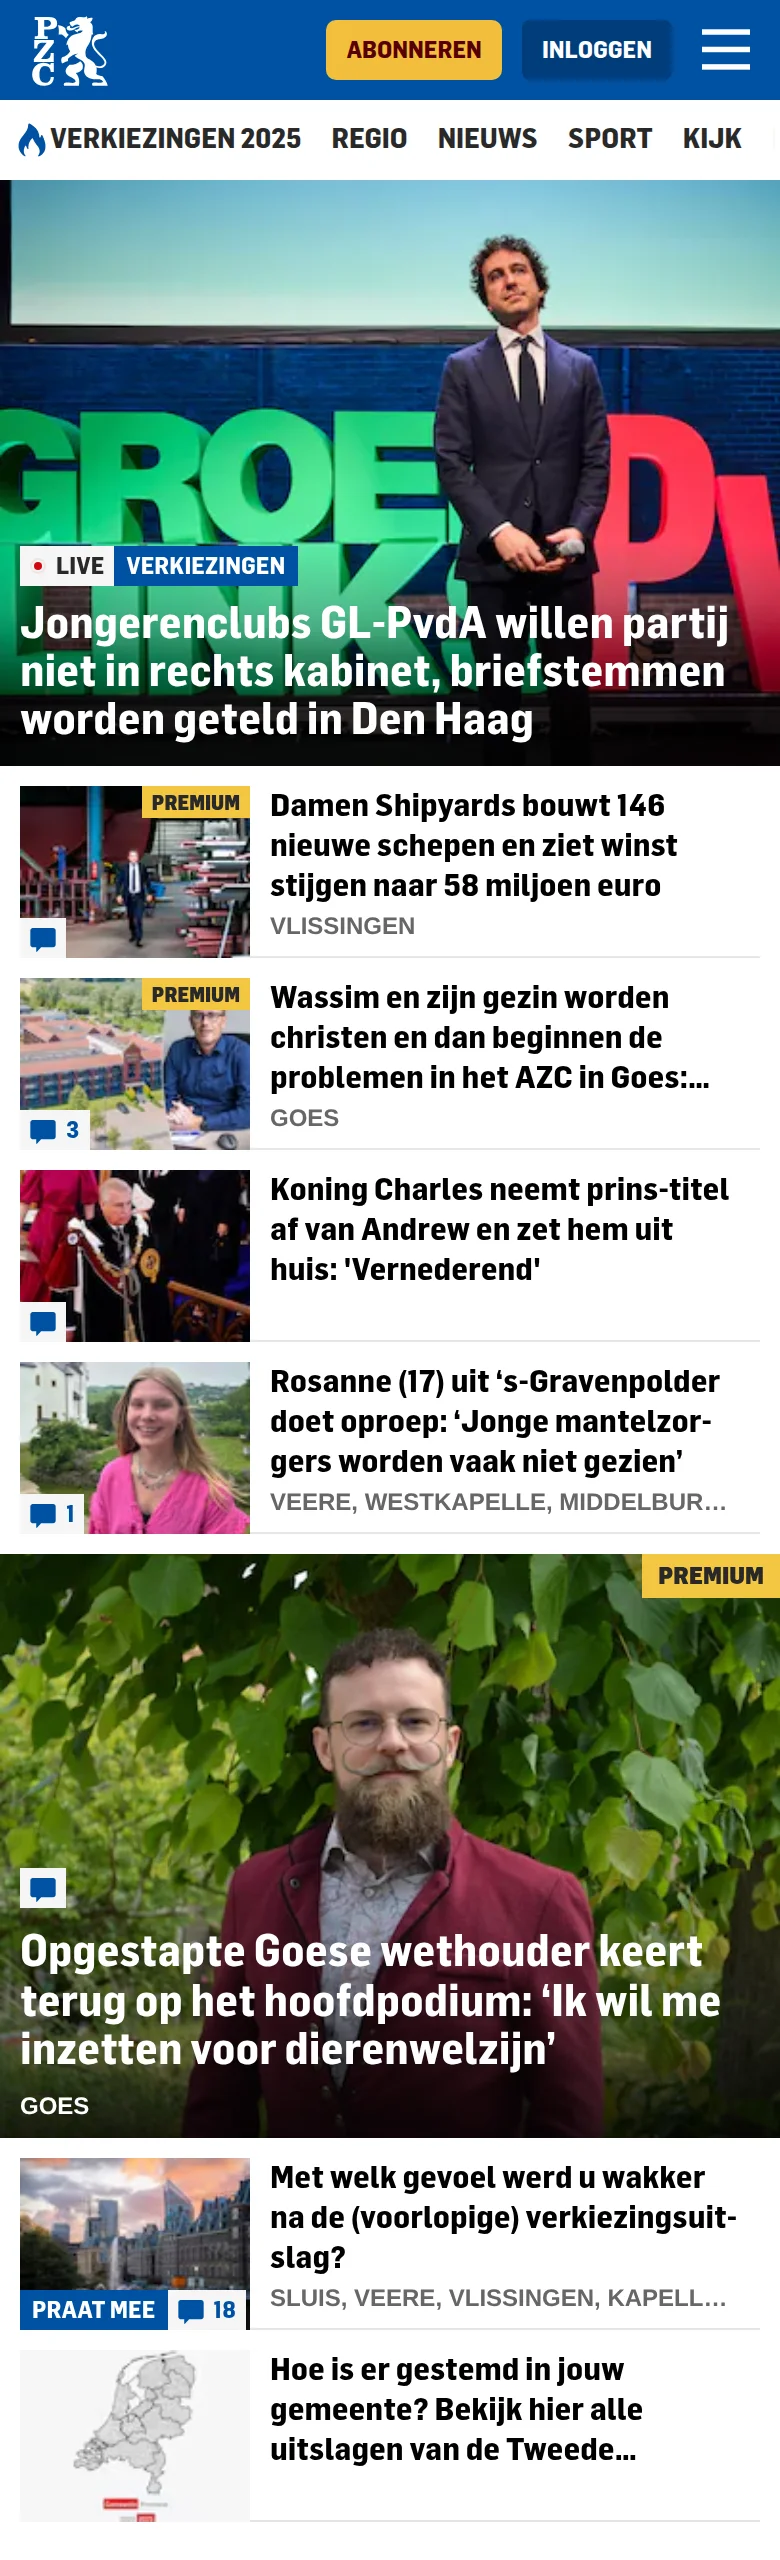 PZC
ABONNEREN
INLOGGEN
VERKIEZINGEN 2025
REGIO
NIEUWS
SPORT
KIJK
GROE
LINK
Pv
LIVE
VERKIEZINGEN
Jongerenclubs GL-PvdA willen partij
niet in rechts kabinet, briefstemmen
worden geteld in Den Haag
PREMIUM
Damen Shipyards bouwt 146
nieuwe schepen en ziet winst
stijgen naar 58 miljoen euro
VLISSINGEN
PREMIUM
3
Wassim en zijn gezin worden
christen en dan beginnen de
problemen in het AZC in Goes:...
GOES
Koning Charles neemt prins-titel
af van Andrew en zet hem uit
huis: 'Vernederend'
1
Rosanne (17) uit ‘s-Gravenpolder
doet oproep: ‘Jonge mantelzor-
gers worden vaak niet gezien’
VEERE, WESTKAPELLE, MIDDELBUR...
PREMIUM
Opgestapte Goese wethouder keert
terug op het hoofdpodium: ‘Ik wil me
inzetten voor dierenwelzijn’
GOES
PRAAT MEE
18
Met welk gevoel werd u wakker
na de (voorlopige) verkiezingsuit-
slag?
SLUIS, VEERE, VLISSINGEN, KAPELL...
Hoe is er gestemd in jouw
gemeente? Bekijk hier alle
uitslagen van de Tweede...